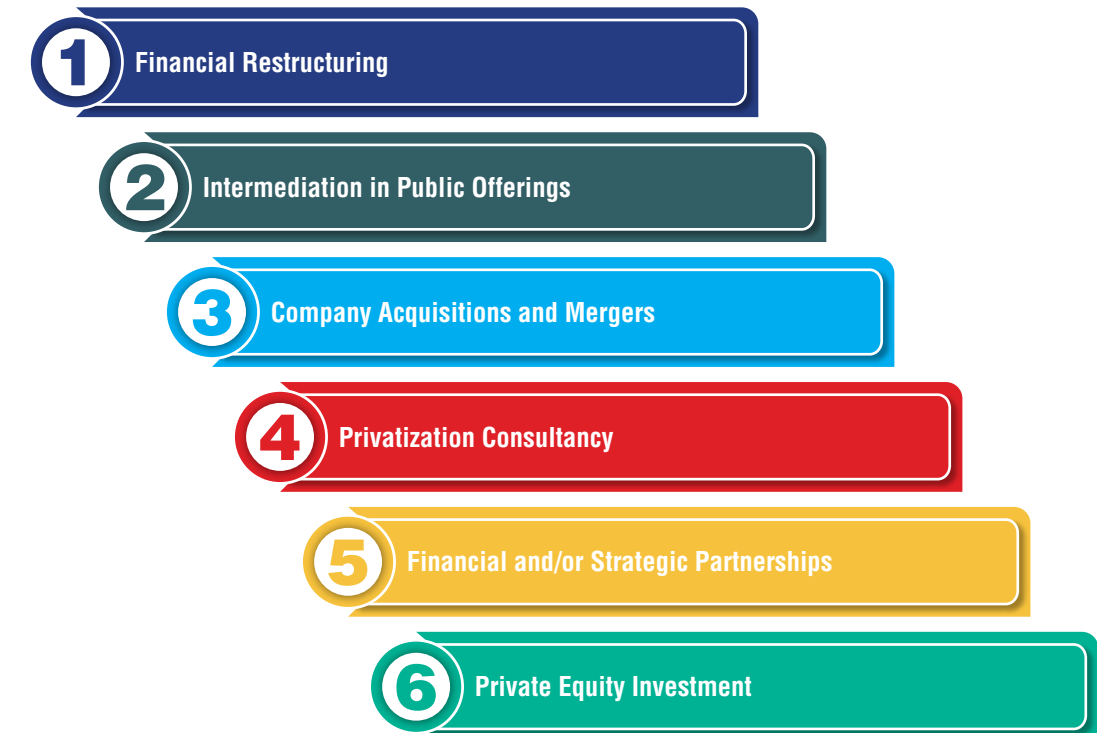 1 Financial Restructuring
2 Intermediation in Public Offerings
3 Company Acquisitions and Mergers
4 Privatization Consultancy
5 Financial and/or Strategic Partnerships
6 Private Equity Investment